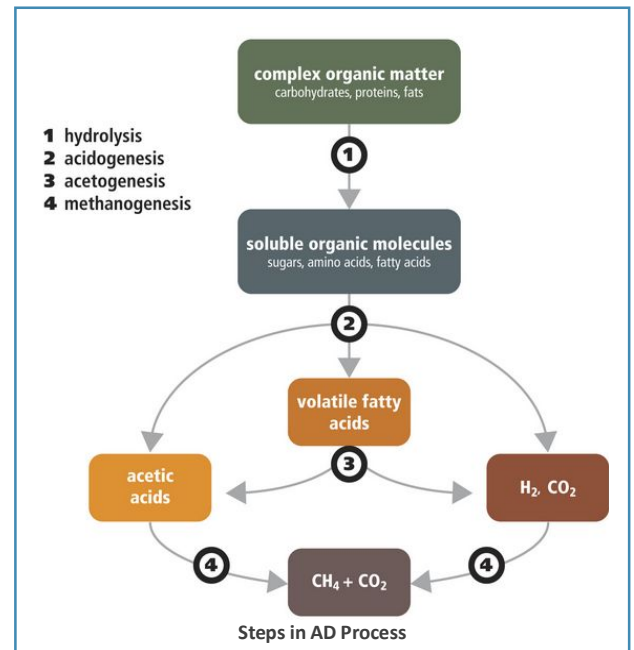 complex organic matter
carbohydrates, proteins, fats
1 hydrolysis
2 acidogenesis
3 acetogenesis
4 methanogenesis
1
soluble organic molecules
sugars, amino acids, fatty acids
2
volatile fatty
acids
3
acetic
acids
H₂, CO₂
4
4
CH₄ + CO₂
Steps in AD Process